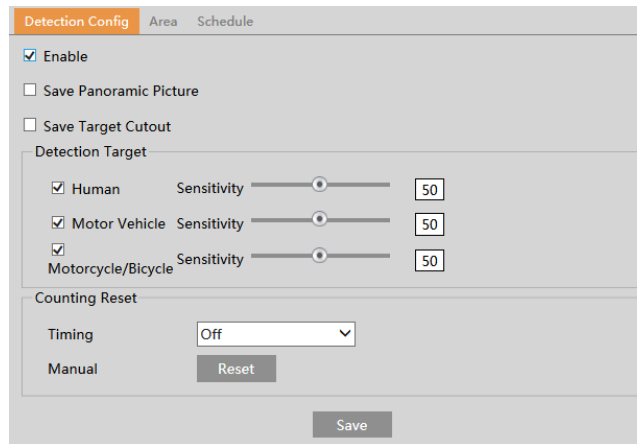 Detection Config Area Schedule
Enable
Save Panoramic Picture
Save Target Cutout
Detection Target
Human Sensitivity 50
Motor Vehicle Sensitivity 50
Motorcycle/Bicycle Sensitivity 50
Counting Reset
Timing Off
Manual Reset
Save